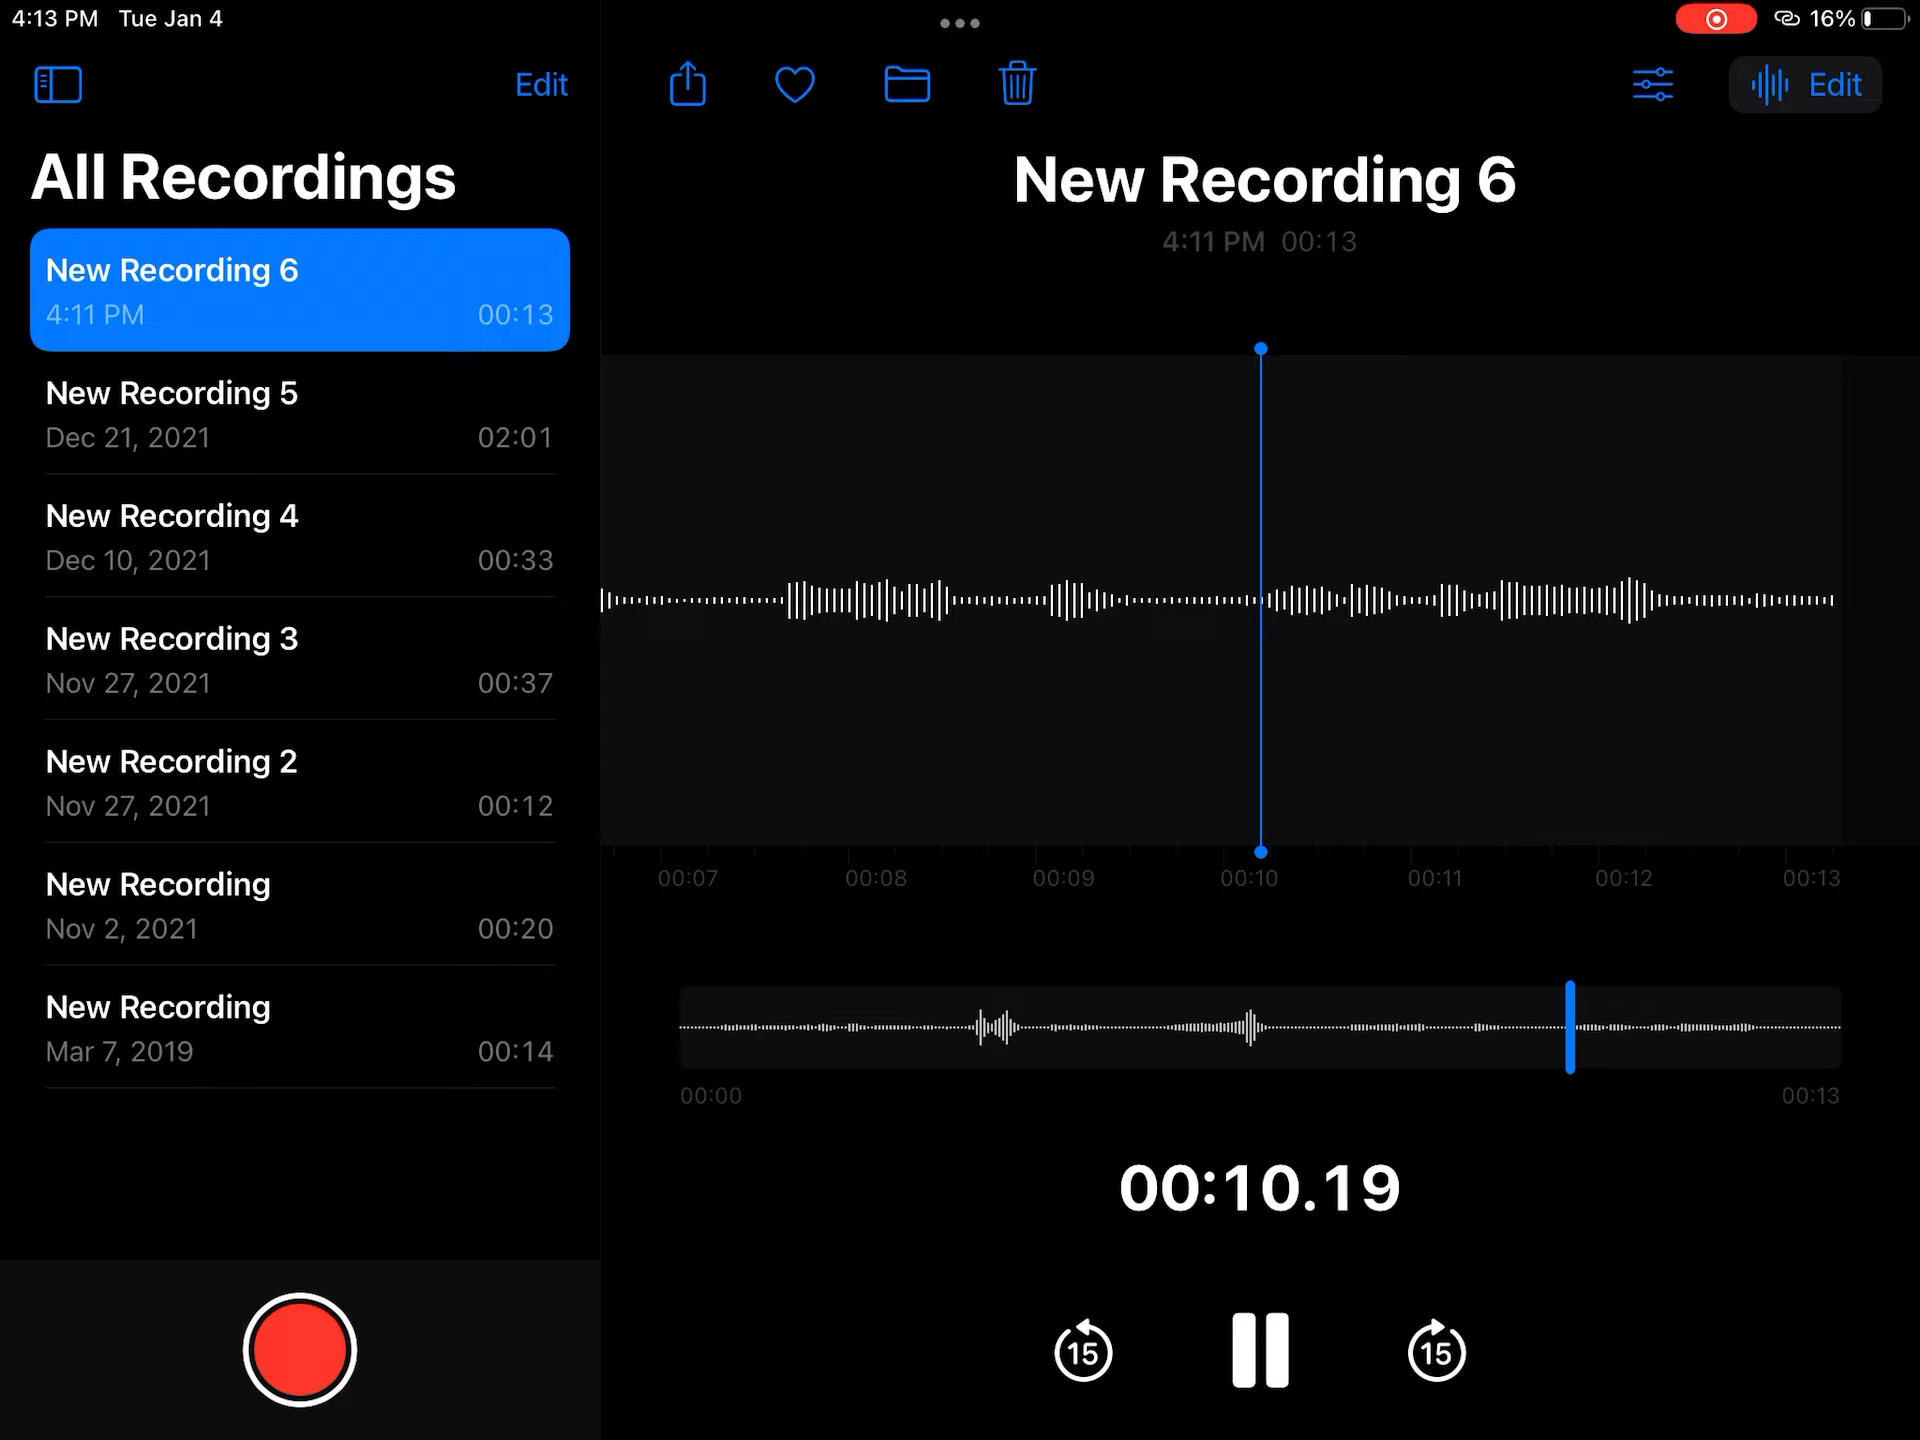 4:13 PM Tue Jan 4
16%
Edit
Edit
All Recordings
New Recording 6
4:11 PM 00:13
New Recording 5
Dec 21, 2021 02:01
New Recording 4
Dec 10, 2021 00:33
New Recording 3
Nov 27, 2021 00:37
New Recording 2
Nov 27, 2021 00:12
New Recording
Nov 2, 2021 00:20
New Recording
Mar 7, 2019 00:14
New Recording 6
4:11 PM 00:13
00:07 00:08 00:09 00:10 00:11 00:12 00:13
00:00 00:13
00:10.19
15 15